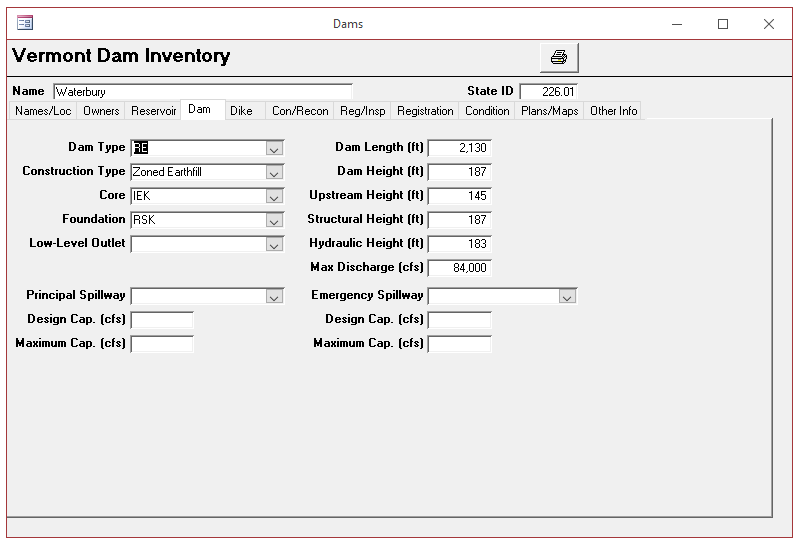 Dams
Vermont Dam Inventory
Name Waterbury State ID 226.01
Names/Loc Owners Reservoir Dam Dike Con/Recon Reg/Insp Registration Condition Plans/Maps Other Info
Dam Type RE Dam Length (ft) 2,130
Construction Type Zoned Earthfill Dam Height (ft) 187
Core IEK Upstream Height (ft) 145
Foundation RSK Structural Height (ft) 187
Low-Level Outlet Hydraulic Height (ft) 183
Max Discharge (cfs) 84,000
Principal Spillway Emergency Spillway
Design Cap. (cfs) Design Cap. (cfs)
Maximum Cap. (cfs) Maximum Cap. (cfs)